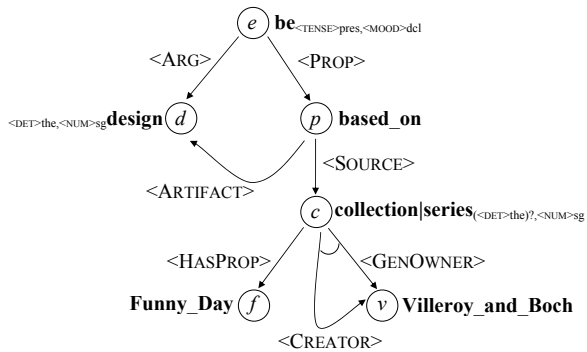 e be<TENSE>pres,<MOOD>dcl
<ARG> <PROP>
<DET>the,<NUM>sg design d p based_on
<ARTIFACT> <SOURCE>
c collection|series(<DET>the)?,<NUM>sg
<HASPROP> <GENOWNER>
Funny_Day f v Villeroy_and_Boch
<CREATOR>